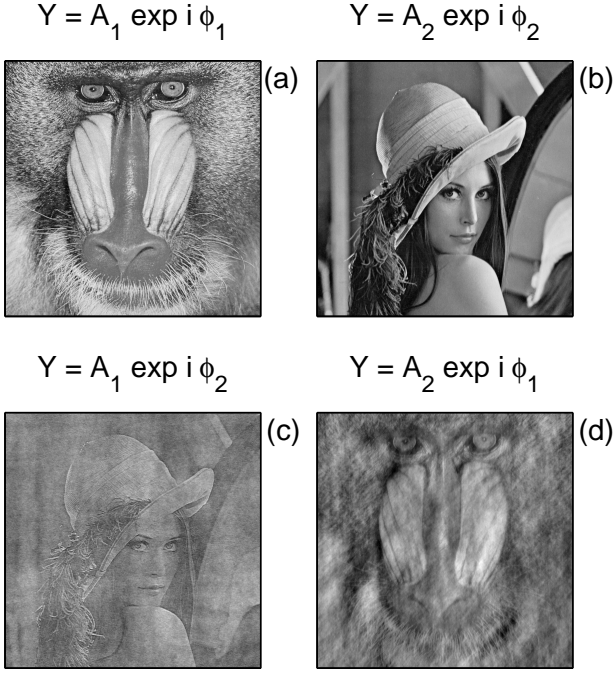 Y = A₁ exp i ϕ₁
Y = A₂ exp i ϕ₂
(a)
(b)
Y = A₁ exp i ϕ₂
Y = A₂ exp i ϕ₁
(c)
(d)